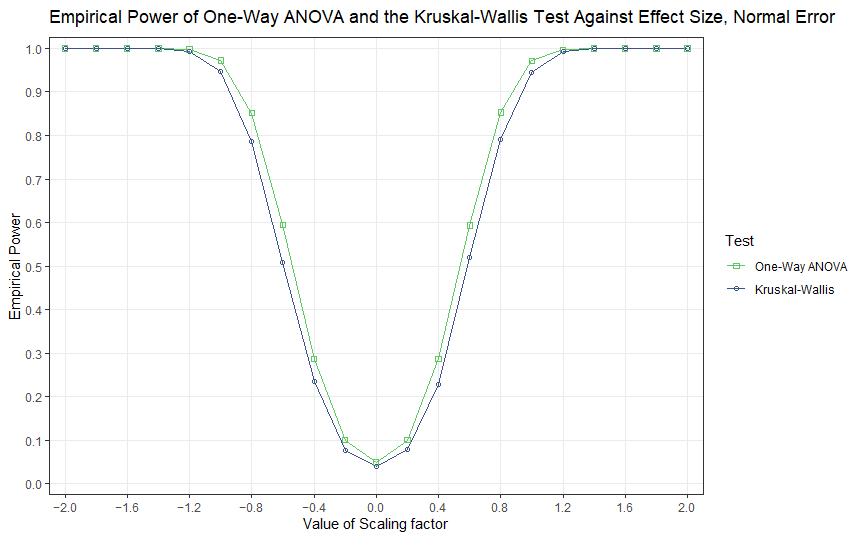 Empirical Power of One-Way ANOVA and the Kruskal-Wallis Test Against Effect Size, Normal Error
Empirical Power
1.0
0.9
0.8
0.7
0.6
0.5
0.4
0.3
0.2
0.1
0.0
−2.0 −1.6 −1.2 −0.8 −0.4 0.0 0.4 0.8 1.2 1.6 2.0
Value of Scaling factor
Test
One-Way ANOVA
Kruskal-Wallis